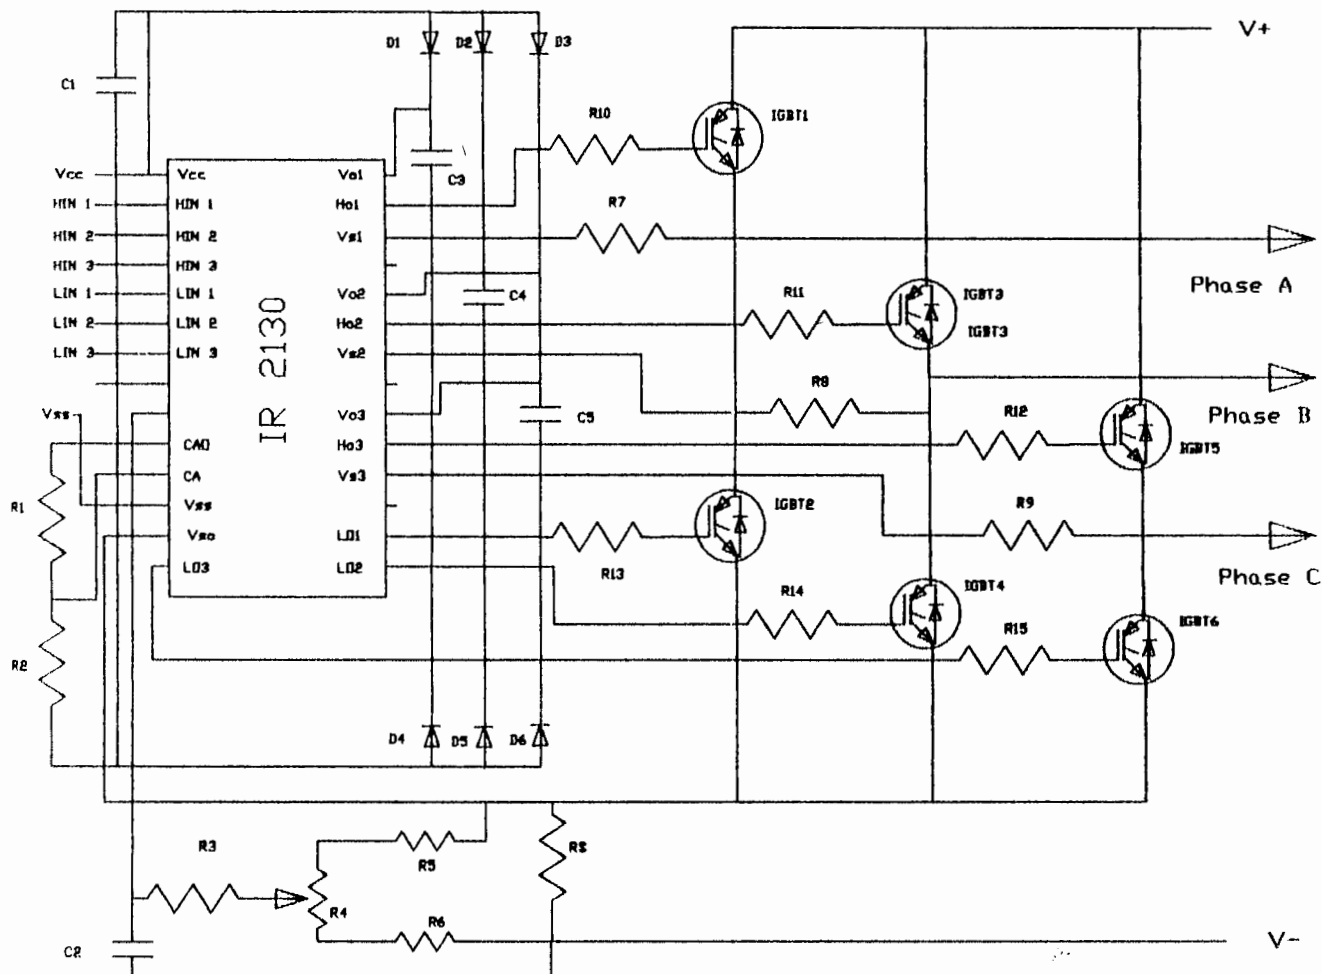 V+
D1
D2
D3
C1
R10
IGBT1
C3
Vcc
Vcc
Vo1
HIN 1
HIN 1
Ho1
R7
HIN 2
HIN 2
Vs1
HIN 3
HIN 3
Phase A
LIN 1
LIN 1
Vo2
C4
R11
IGBT3
LIN 2
LIN 2
Ho2
IGBT3
LIN 3
LIN 3
Vs2
IR 2130
R8
Vss
Vo3
C5
R12
Phase B
CAO
Ho3
IGBT5
CA
Vs3
R1
Vss
IGBT2
R9
Vso
LO1
LO3
LO2
R13
Phase C
R14
IGBT4
R2
R15
IGBT6
D4
D5
D6
R3
R5
RS
R4
R6
C2
V-